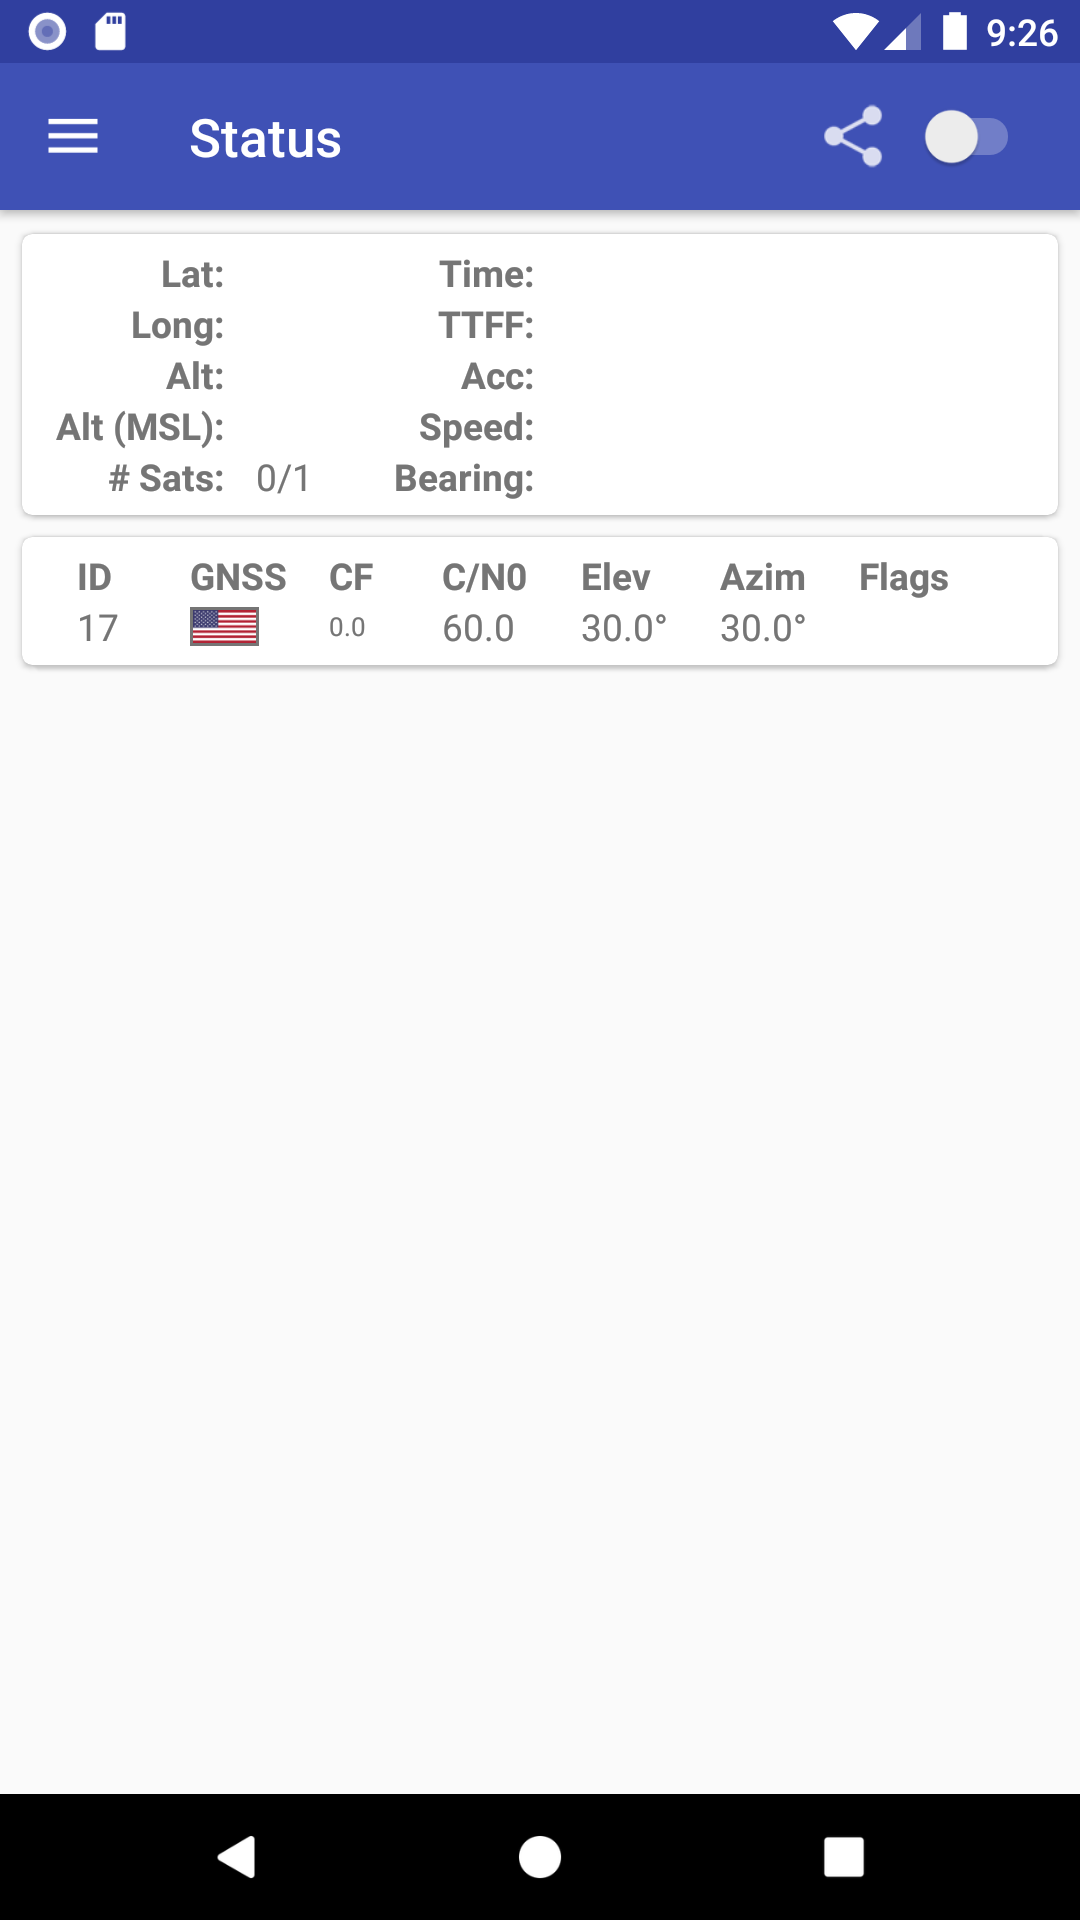 9:26
Status
Lat: Time:
Long: TTFF:
Alt: Acc:
Alt (MSL): Speed:
# Sats: 0/1 Bearing:
ID GNSS CF C/N0 Elev Azim Flags
17 0.0 60.0 30.0° 30.0°